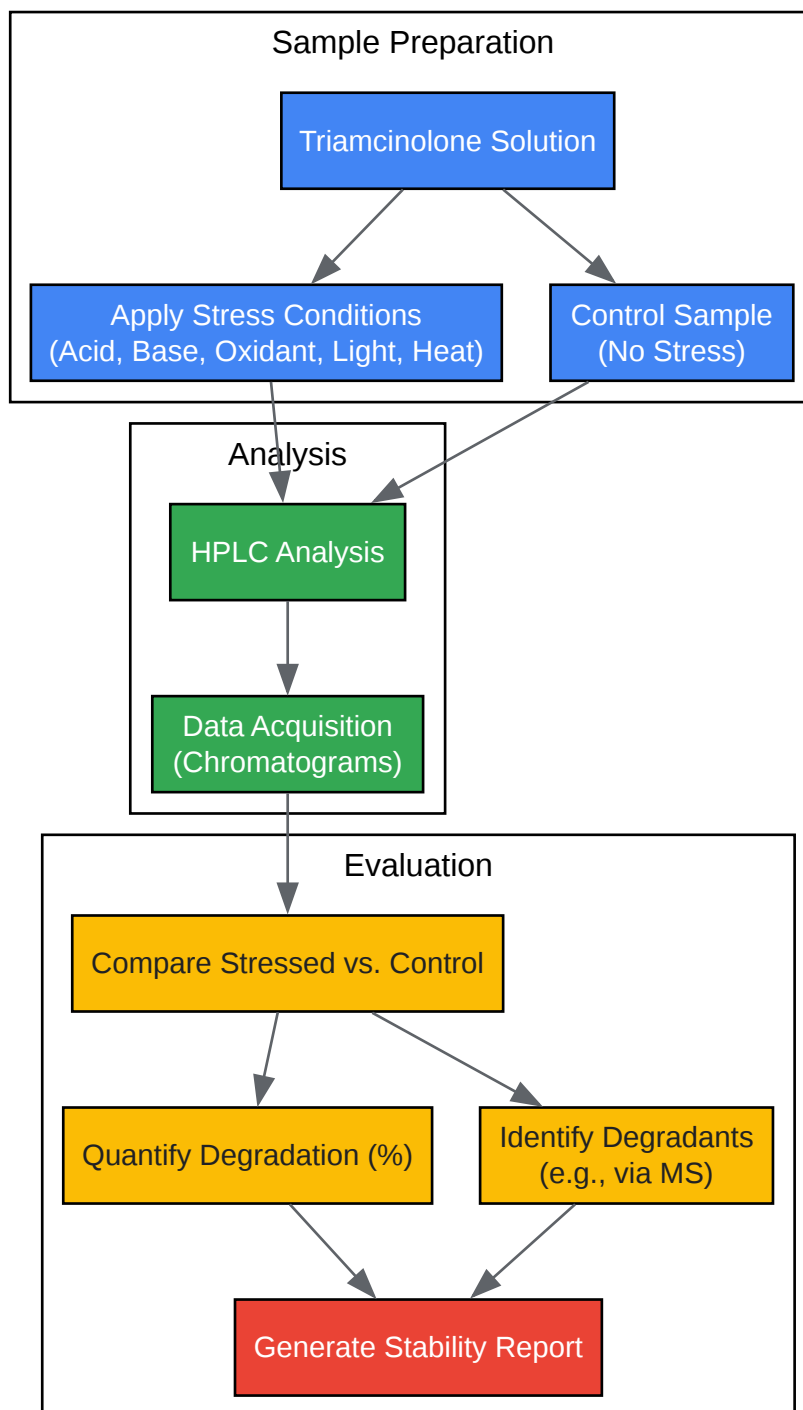 Sample Preparation
Triamcinolone Solution
Apply Stress Conditions
(Acid, Base, Oxidant, Light, Heat)
Control Sample
(No Stress)
Analysis
HPLC Analysis
Data Acquisition
(Chromatograms)
Evaluation
Compare Stressed vs. Control
Quantify Degradation (%)
Identify Degradants
(e.g., via MS)
Generate Stability Report